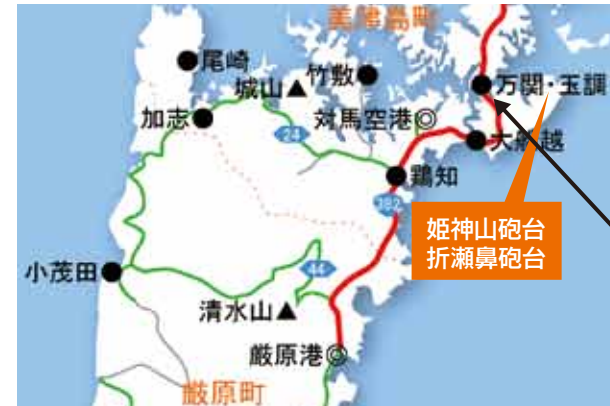 美津島町
尾崎
城山
竹敷
万関・玉調
加志
24
対馬空港
大船越
鶏知
382
姫神山砲台
折瀬鼻砲台
小茂田
44
清水山
厳原港
厳原町